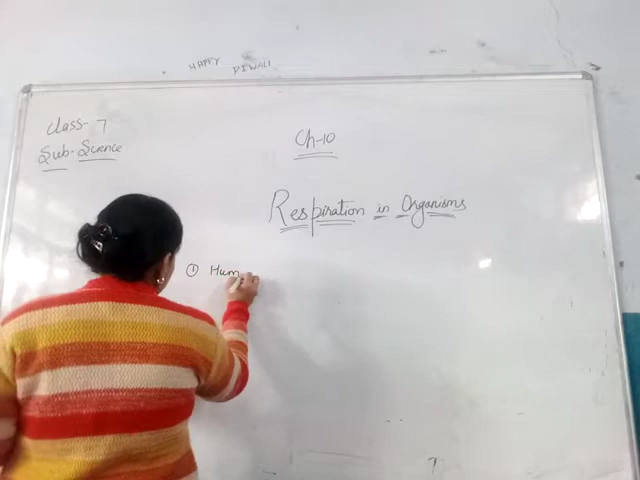 HAPPY DIWALI
Class- 7
Sub- Science
Ch-10
Respiration in Organisms
① Hum